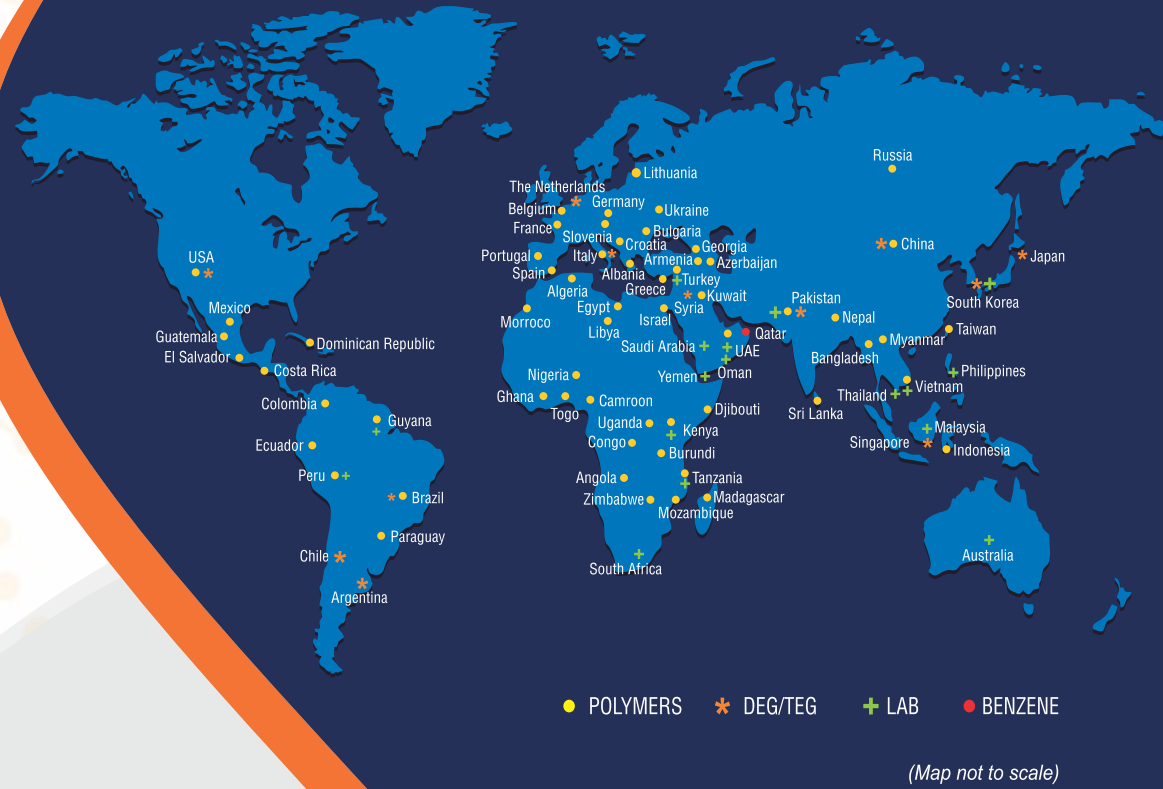 Russia
Lithuania
The Netherlands
Germany
Belgium
Ukraine
France
Bulgaria
Slovenia
Croatia
Georgia
China
Portugal
Italy
Armenia
Azerbaijan
Japan
USA
Spain
Albania
Turkey
Algeria
Greece
Kuwait
Pakistan
South Korea
Mexico
Egypt
Syria
Nepal
Morroco
Israel
Taiwan
Guatemala
Libya
Qatar
Myanmar
Dominican Republic
Saudi Arabia
UAE
Bangladesh
El Salvador
Costa Rica
Nigeria
Yemen
Oman
Philippines
Vietnam
Thailand
Ghana
Camroon
Colombia
Togo
Djibouti
Sri Lanka
Guyana
Uganda
Kenya
Malaysia
Ecuador
Congo
Singapore
Indonesia
Burundi
Peru
Angola
Tanzania
Brazil
Zimbabwe
Madagascar
Mozambique
Paraguay
Chile
Australia
South Africa
Argentina
POLYMERS
DEG/TEG
LAB
BENZENE
(Map not to scale)